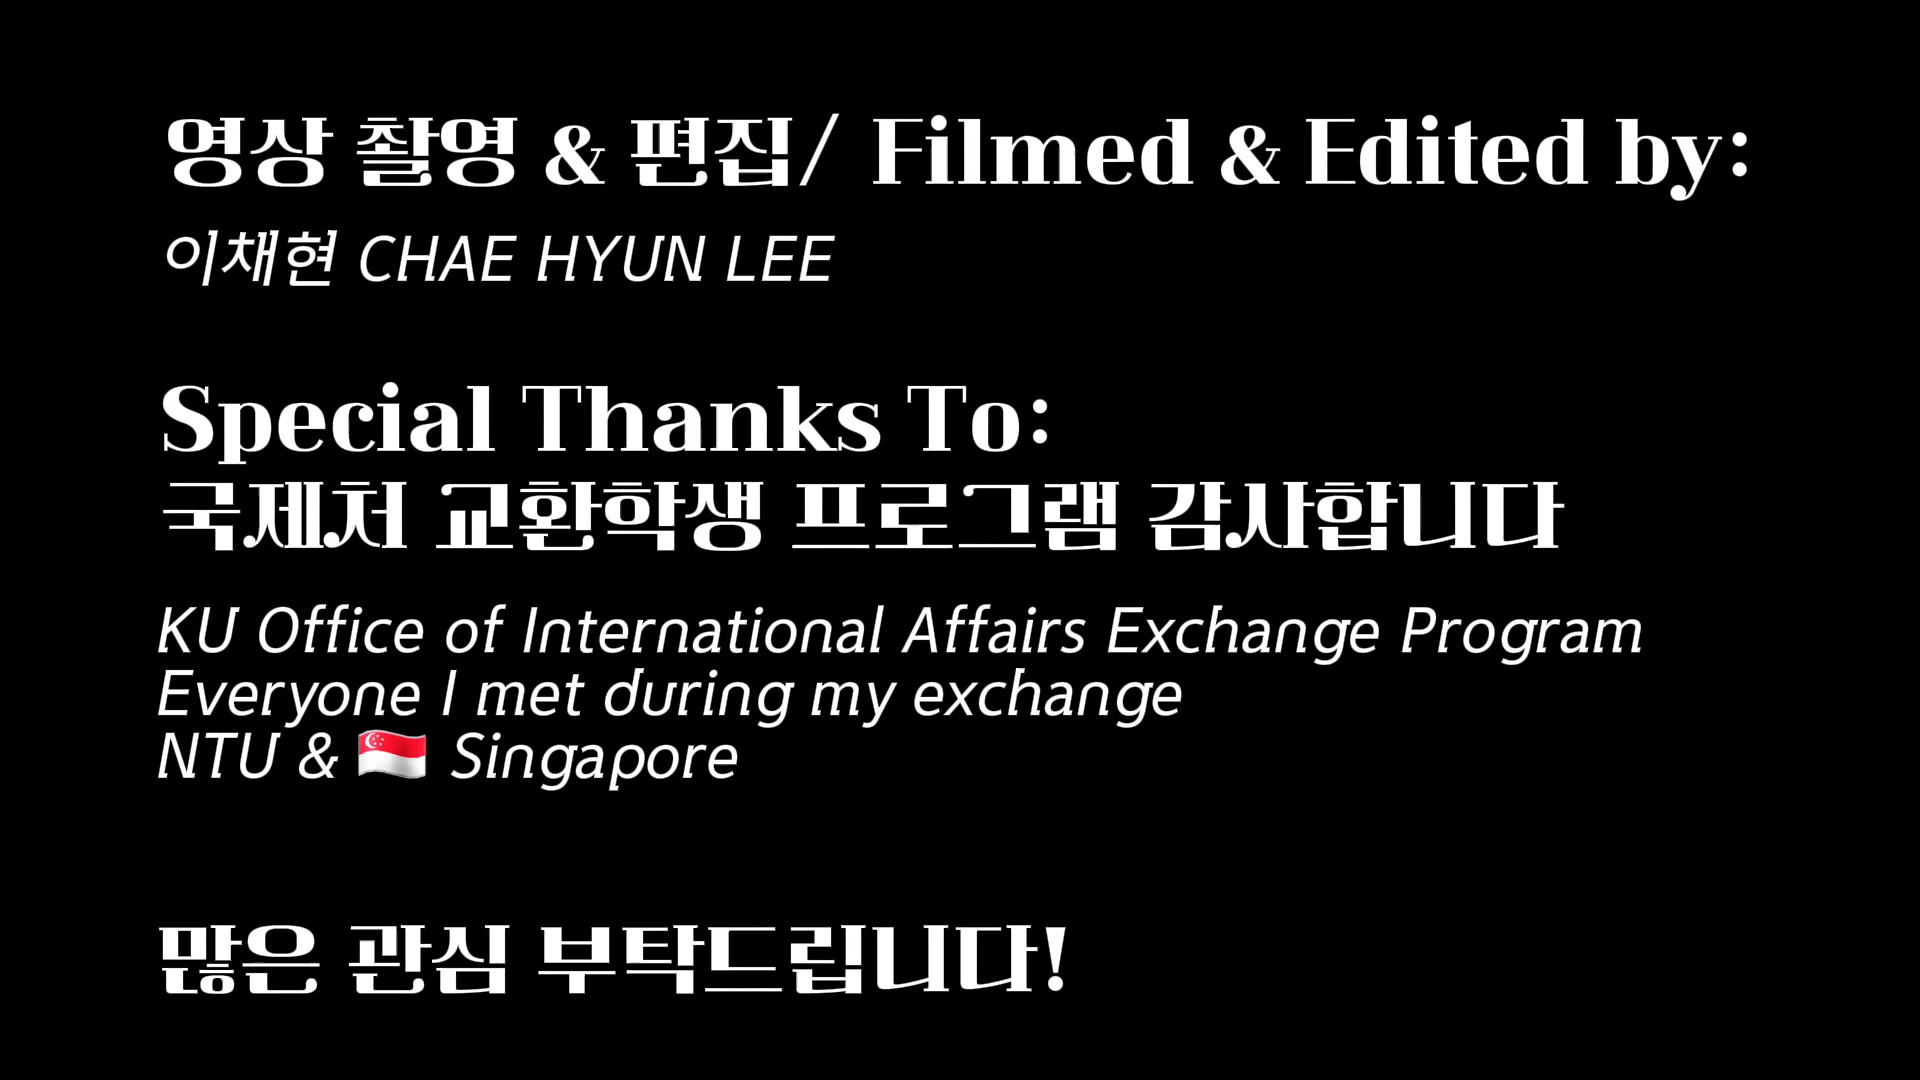 영상 촬영 & 편집/ Filmed & Edited by:
이채현 CHAE HYUN LEE
Special Thanks To:
국제처 교환학생 프로그램 감사합니다
KU Office of International Affairs Exchange Program
Everyone I met during my exchange
NTU & 🇸🇬 Singapore
많은 관심 부탁드립니다!